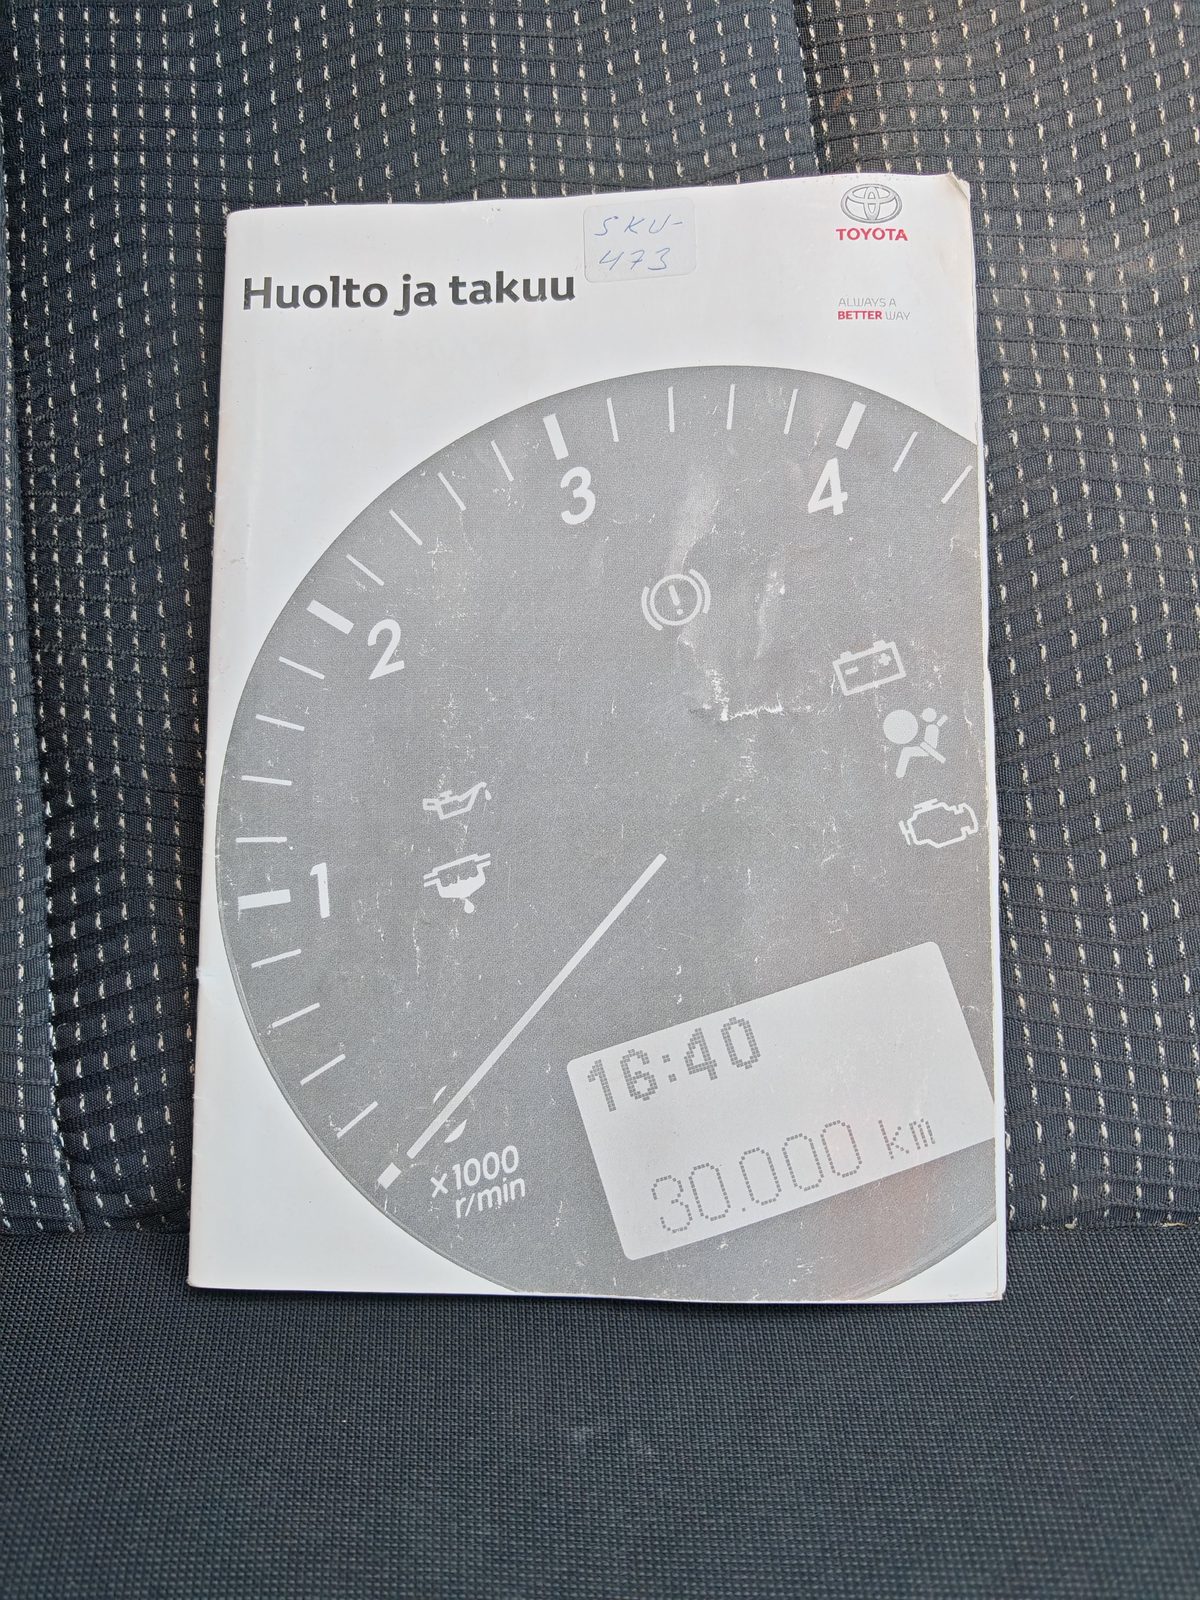 SKU-
473
TOYOTA
Huolto ja takuu
ALWAYS A
BETTER WAY
3
4
2
1
16:40
30.000 km
×1000
r/min